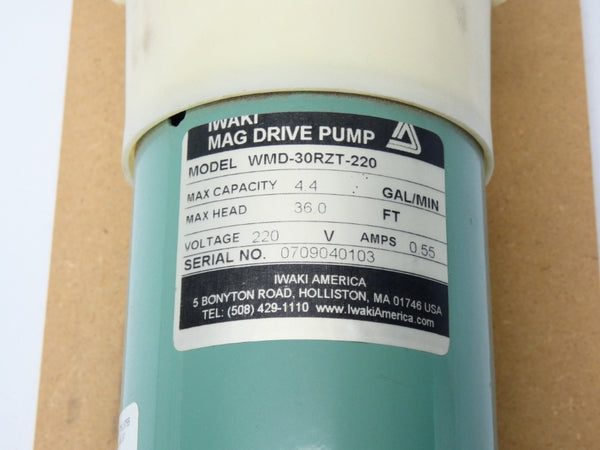 IWAKI
MAG DRIVE PUMP
MODEL WMD-30RZT-220
MAX CAPACITY 4.4 GAL/MIN
MAX HEAD 36.0 FT
VOLTAGE 220 V AMPS 0.55
SERIAL NO. 0709040103
IWAKI AMERICA
5 BONYTON ROAD, HOLLISTON, MA 01746 USA
TEL: (508) 429-1110 www.IwakiAmerica.com